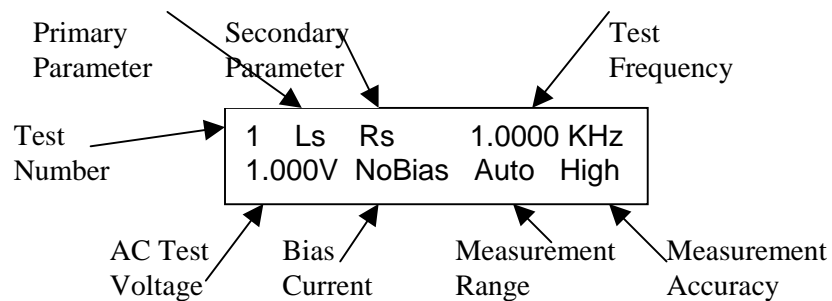 Primary
Parameter
Secondary
Parameter
Test
Frequency
Test
Number
1 Ls Rs 1.0000 KHz
1.000V NoBias Auto High
AC Test
Voltage
Bias
Current
Measurement
Range
Measurement
Accuracy